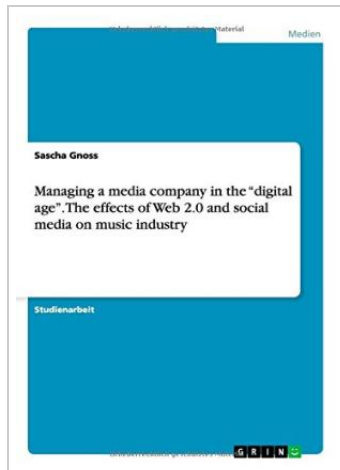 Medien
Sascha Gnoss
Managing a media company in the “digital
age”. The effects of Web 2.0 and social
media on music industry
Studienarbeit
GRIN